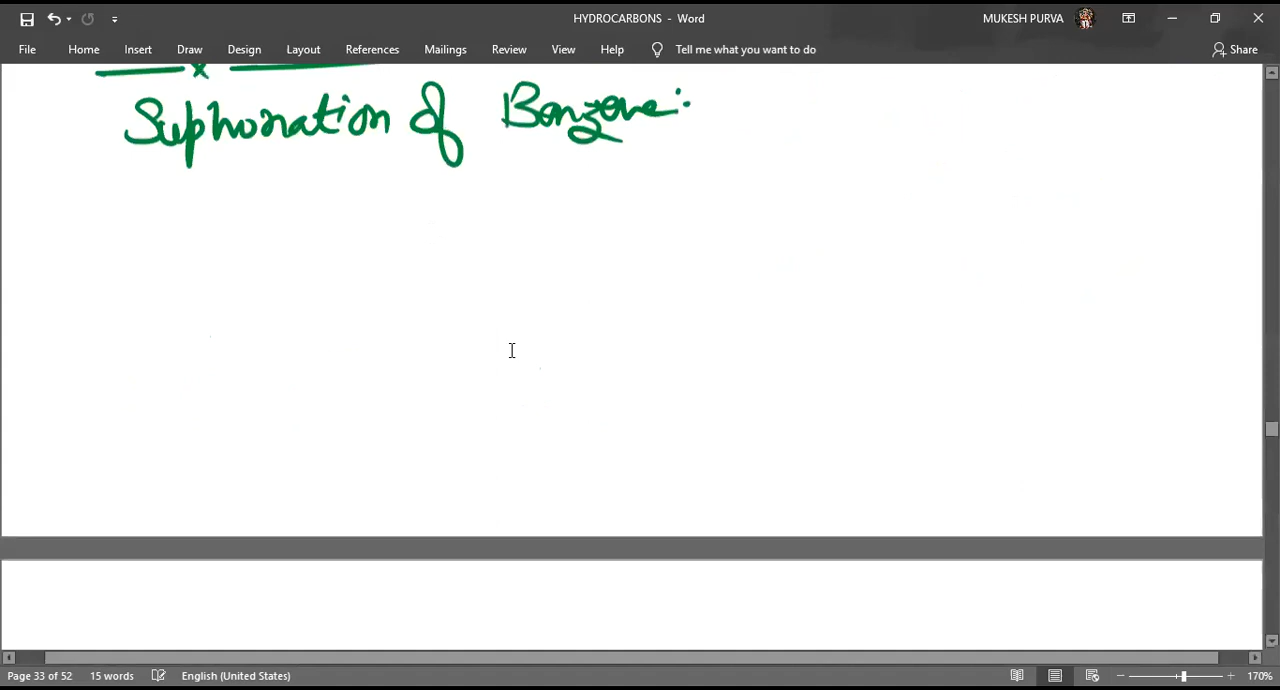 HYDROCARBONS - Word
MUKESH PURVA
File Home Insert Draw Design Layout References Mailings Review View Help Tell me what you want to do Share
Suphonation of Benzene:
Page 33 of 52 15 words English (United States) 170%